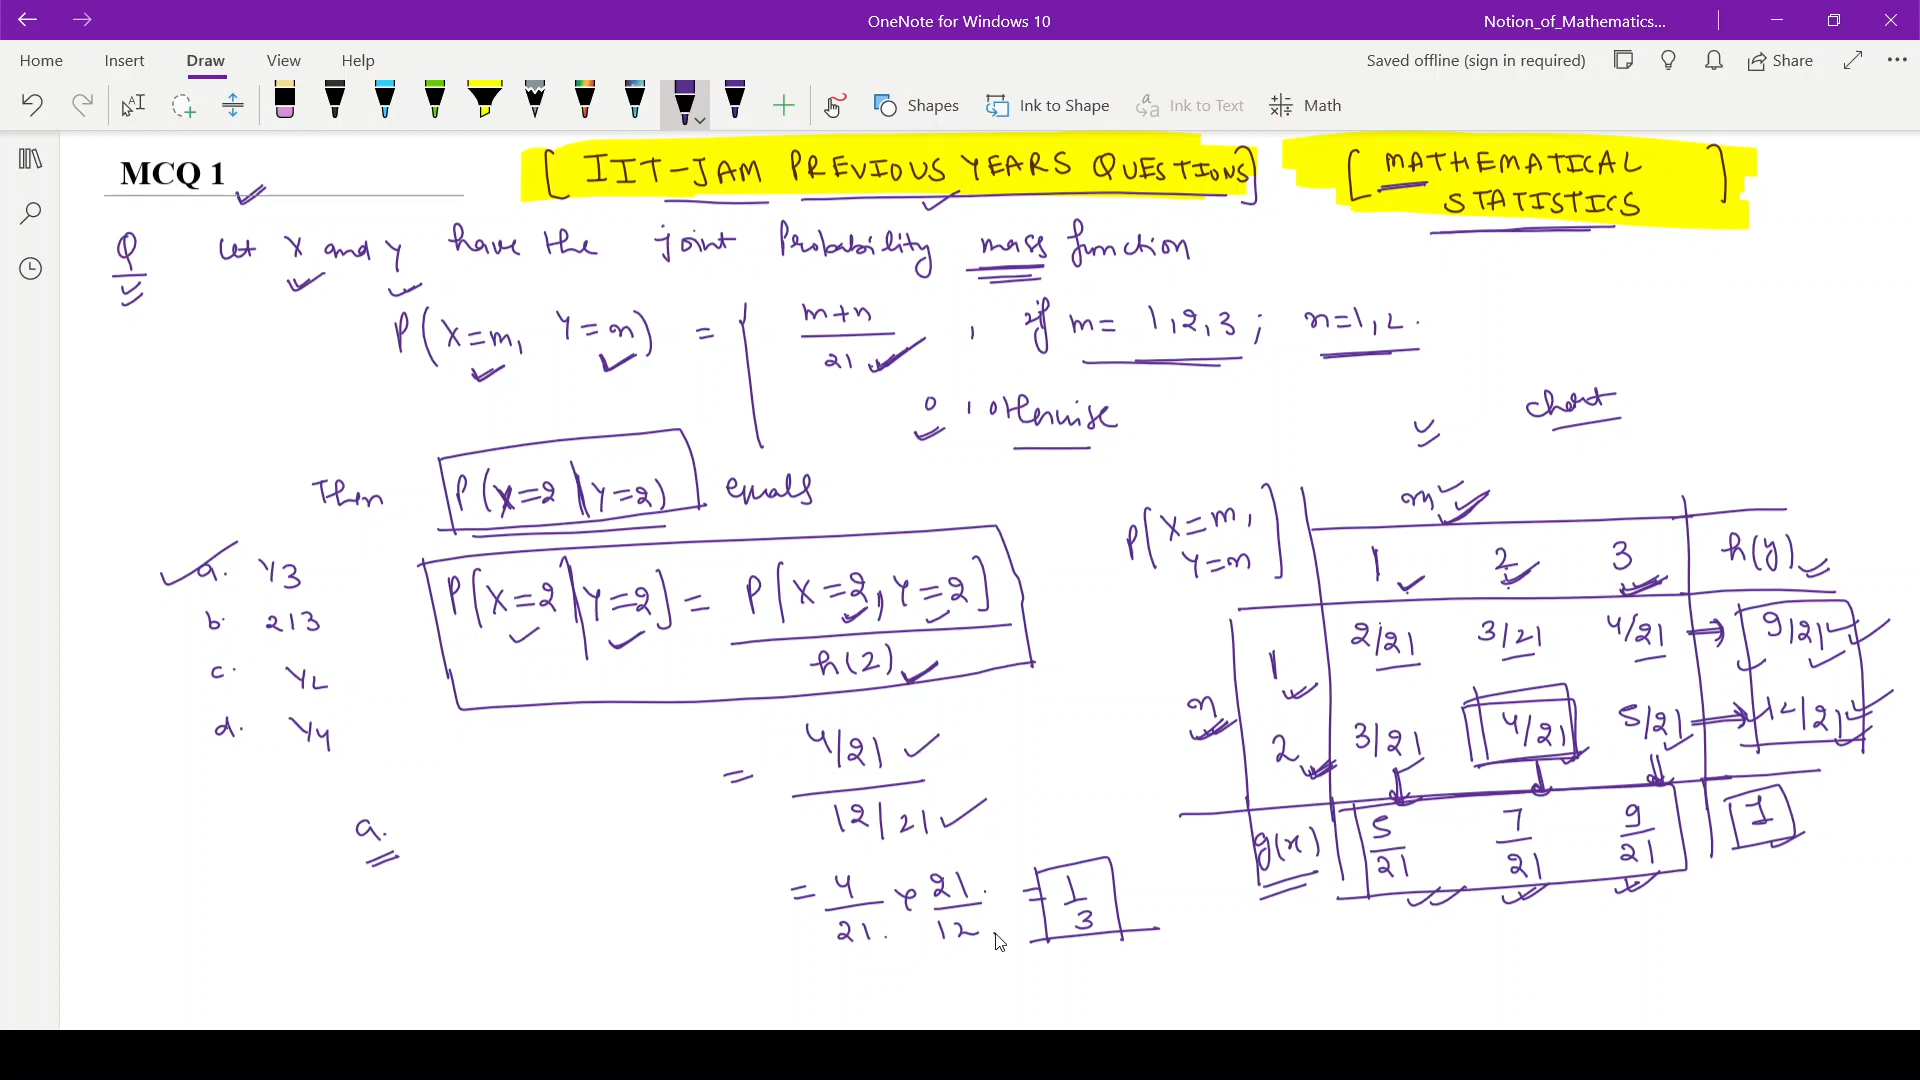 OneNote for Windows 10
Notion_of_Mathematics...
Home Insert Draw View Help
Saved offline (sign in required) Share
Shapes Ink to Shape Ink to Text Math
MCQ 1
[IIT-JAM PREVIOUS YEARS QUESTIONS]
[MATHEMATICAL
STATISTICS]
Q Let X and Y have the joint Probability mass function
P(X=m, Y=n) = { m+n/21 , if m= 1,2,3; n=1,2.
0 , otherwise
Then P(X=2|Y=2) equals
a. 1/3
b. 2/3
c. 1/2
d. 1/4
P[X=2|Y=2] = P[X=2, Y=2] / h(2)
= 4/21 / 12/21
= 4/21 × 21/12 = 1/3
a.
chart
P[X=m, Y=n]
m
1 2 3 h(y)
n
1 2/21 3/21 4/21 → 9/21
2 3/21 4/21 5/21 → 12/21
g(x) 5/21 7/21 9/21 1